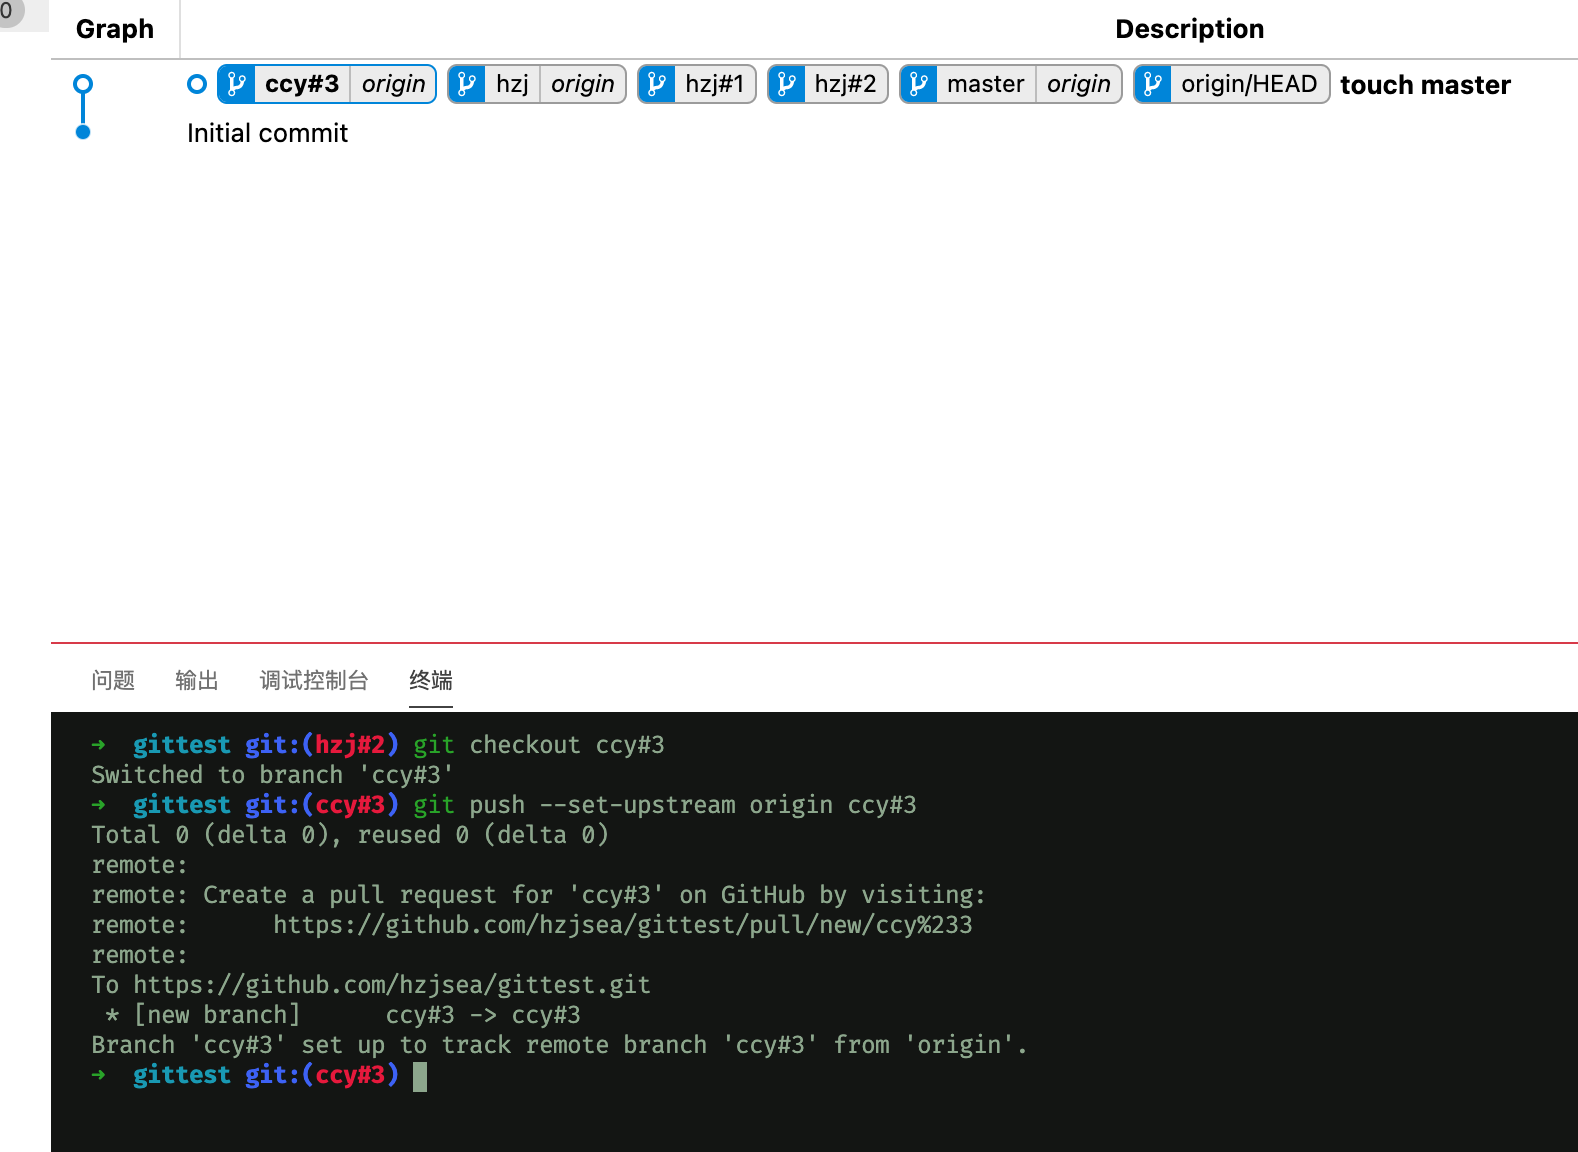 0
Graph Description
ccy#3 origin hzj origin hzj#1 hzj#2 master origin origin/HEAD touch master
Initial commit
问题 输出 调试控制台 终端
➜ gittest git:(hzj#2) git checkout ccy#3
Switched to branch 'ccy#3'
➜ gittest git:(ccy#3) git push --set-upstream origin ccy#3
Total 0 (delta 0), reused 0 (delta 0)
remote:
remote: Create a pull request for 'ccy#3' on GitHub by visiting:
remote:      https://github.com/hzjsea/gittest/pull/new/ccy%233
remote:
To https://github.com/hzjsea/gittest.git
 * [new branch]      ccy#3 -> ccy#3
Branch 'ccy#3' set up to track remote branch 'ccy#3' from 'origin'.
➜ gittest git:(ccy#3)